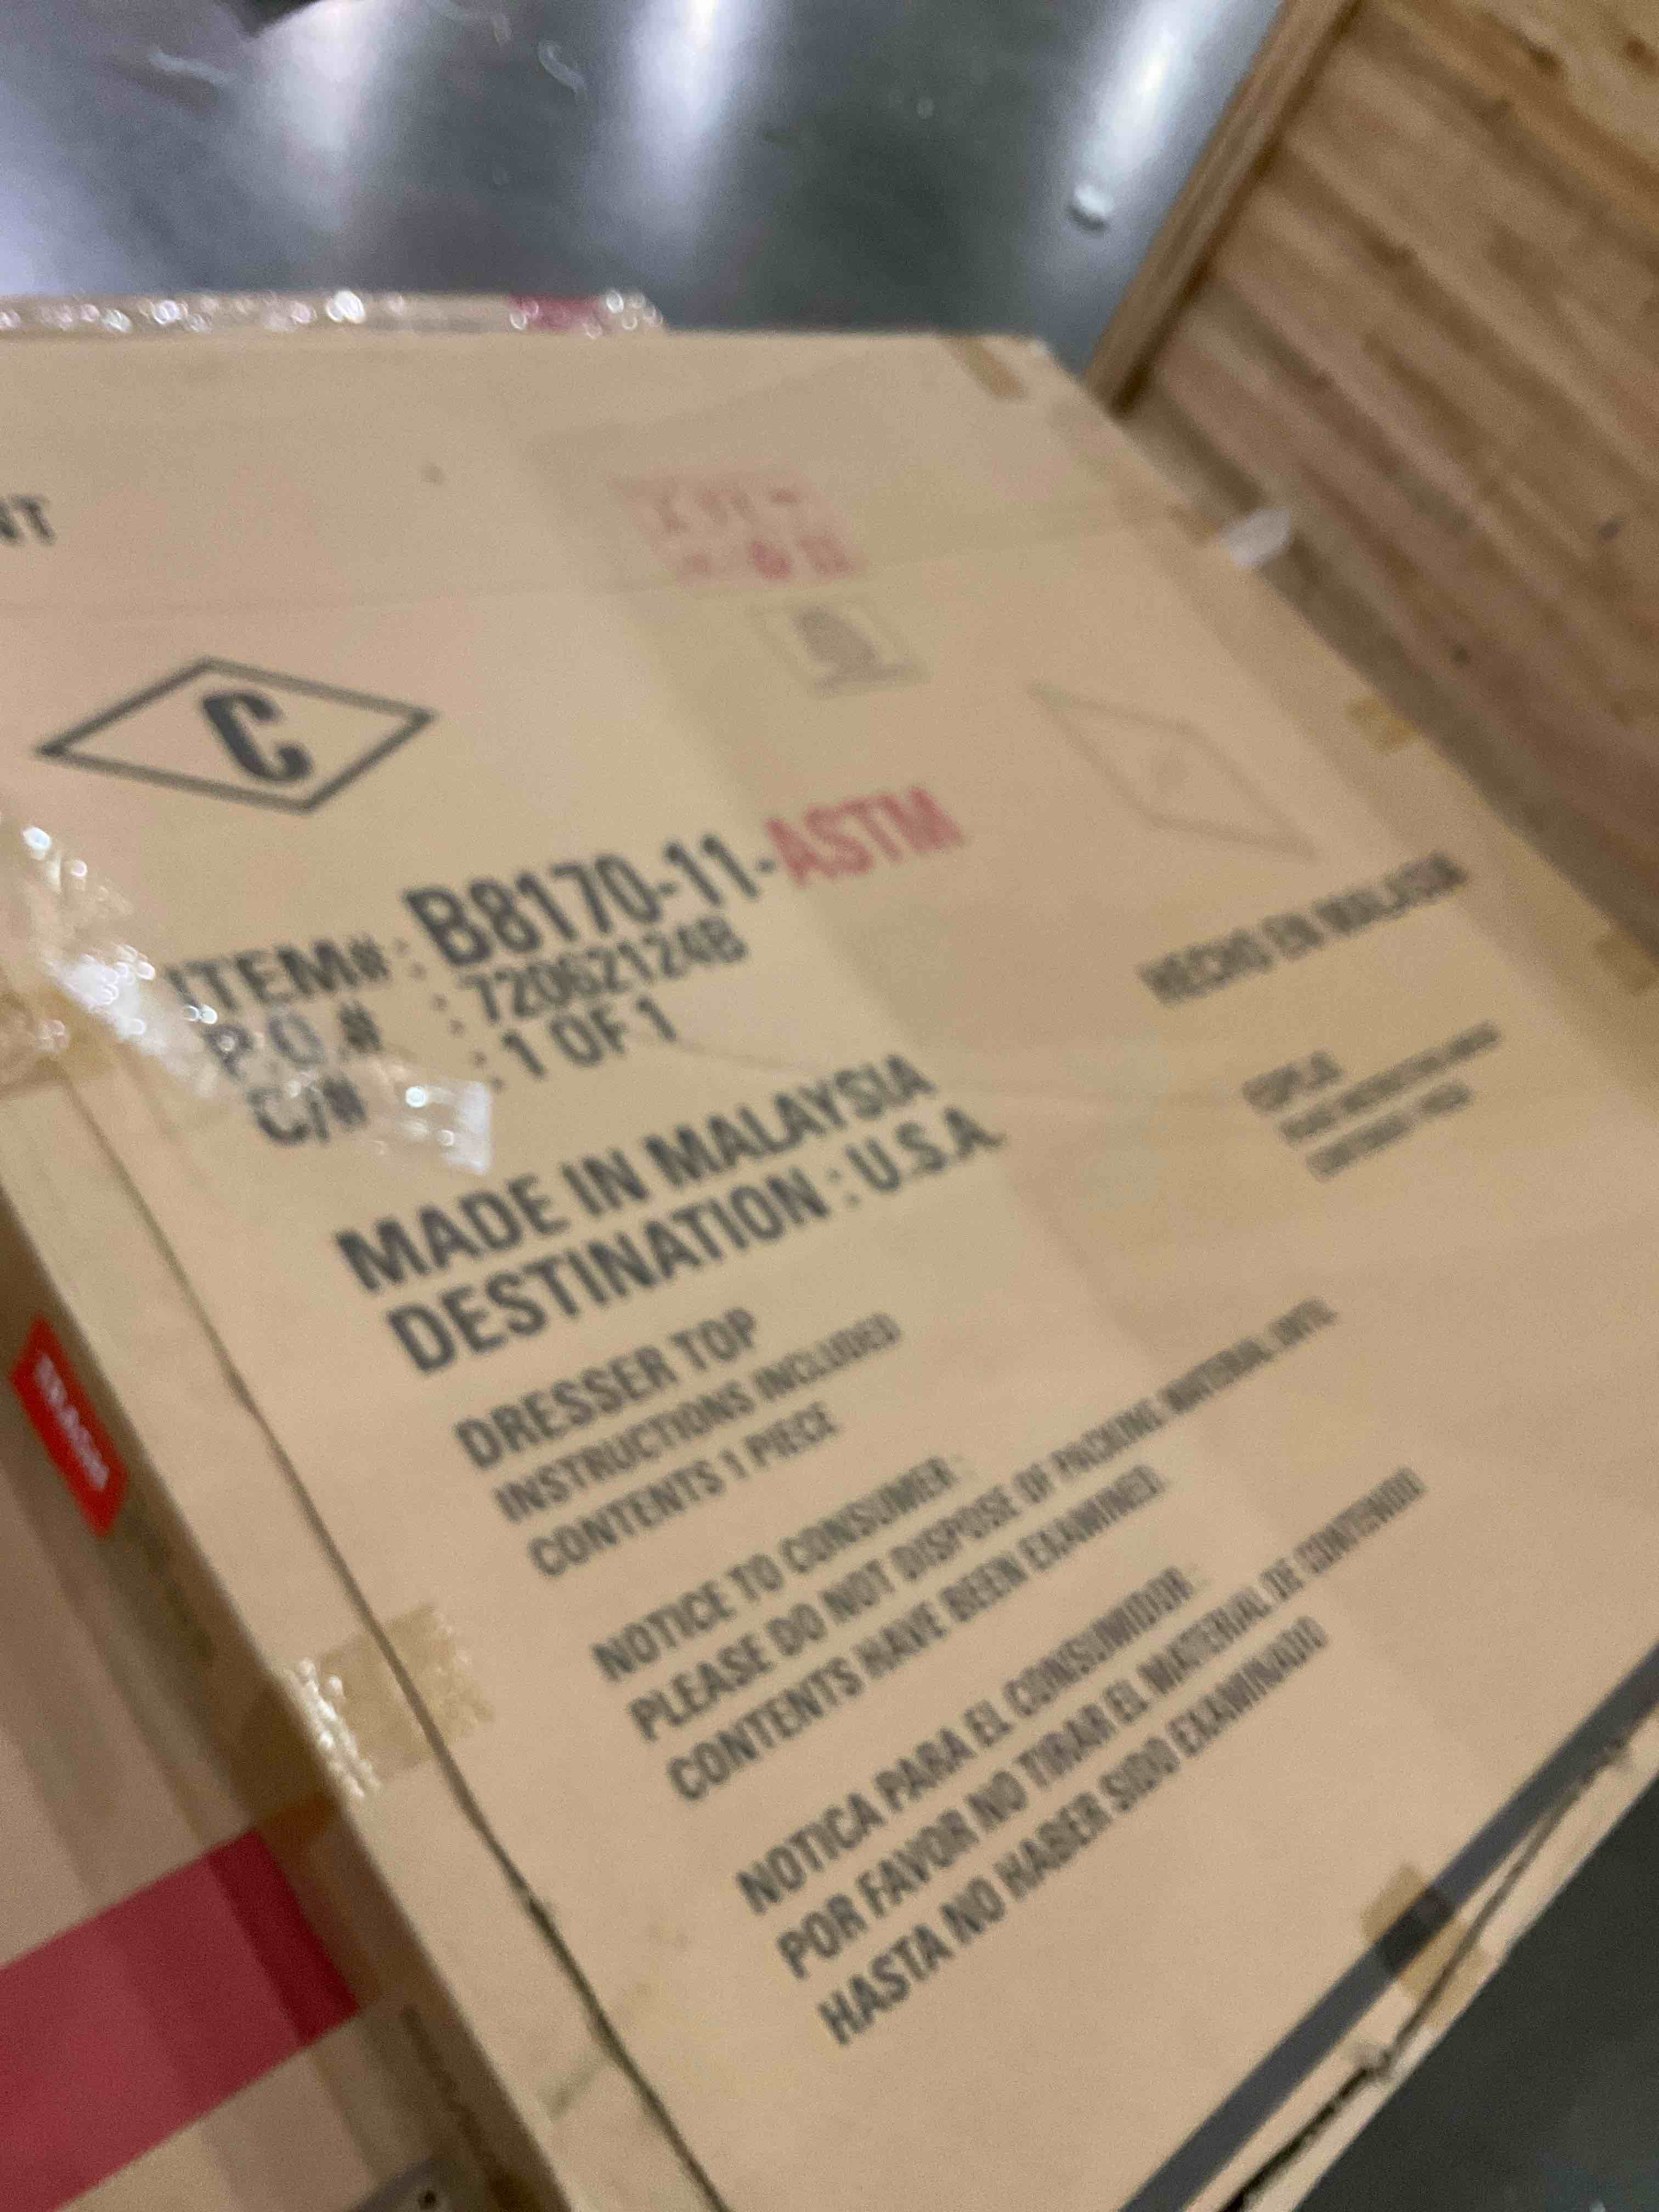 NT
C
ITEM#: B8170-11-ASTM
P.O.# : 72062124B
C/# : 1 OF 1
MADE IN MALAYSIA
DESTINATION : U.S.A.
DRESSER TOP
INSTRUCTIONS INCLUDED
CONTENTS 1 PIECE
NOTICE TO CONSUMER :
PLEASE DO NOT DISPOSE OF PACKING MATERIAL UNTIL
CONTENTS HAVE BEEN EXAMINED.
NOTICA PARA EL CONSUMIDOR :
POR FAVOR NO TIRAR EL MATERIAL DE CONTENIDO
HASTA NO HABER SIDO EXAMINADO
HECHO EN MALASIA